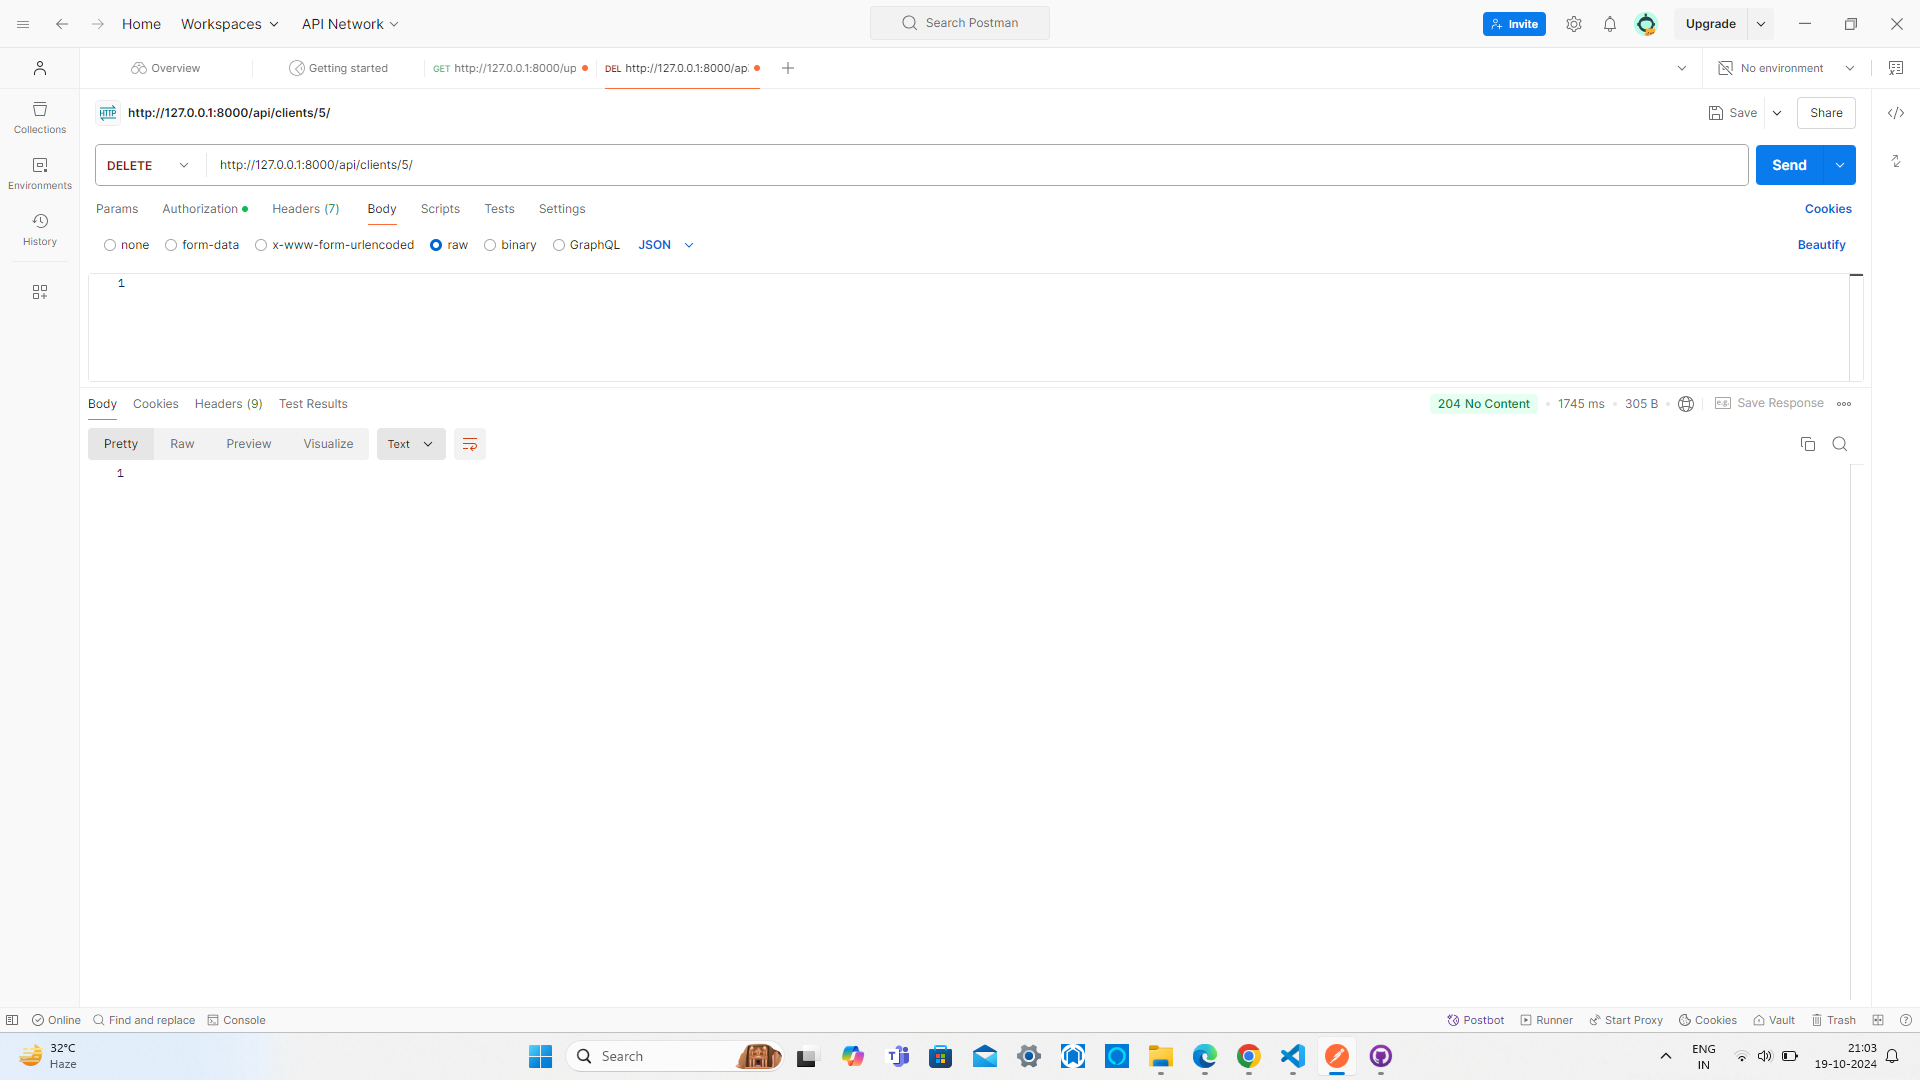 Home Workspaces API Network Search Postman Invite Upgrade
Overview Getting started GET http://127.0.0.1:8000/up DEL http://127.0.0.1:8000/ap No environment
HTTP http://127.0.0.1:8000/api/clients/5/ Save Share
Collections
DELETE http://127.0.0.1:8000/api/clients/5/ Send
Environments
Params Authorization Headers (7) Body Scripts Tests Settings Cookies
History
none form-data x-www-form-urlencoded raw binary GraphQL JSON Beautify
1
Body Cookies Headers (9) Test Results 204 No Content 1745 ms 305 B e.g. Save Response
Pretty Raw Preview Visualize Text
1
Online Find and replace Console Postbot Runner Start Proxy Cookies Vault Trash
32°C
Haze
Search
ENG
IN
21:03
19-10-2024